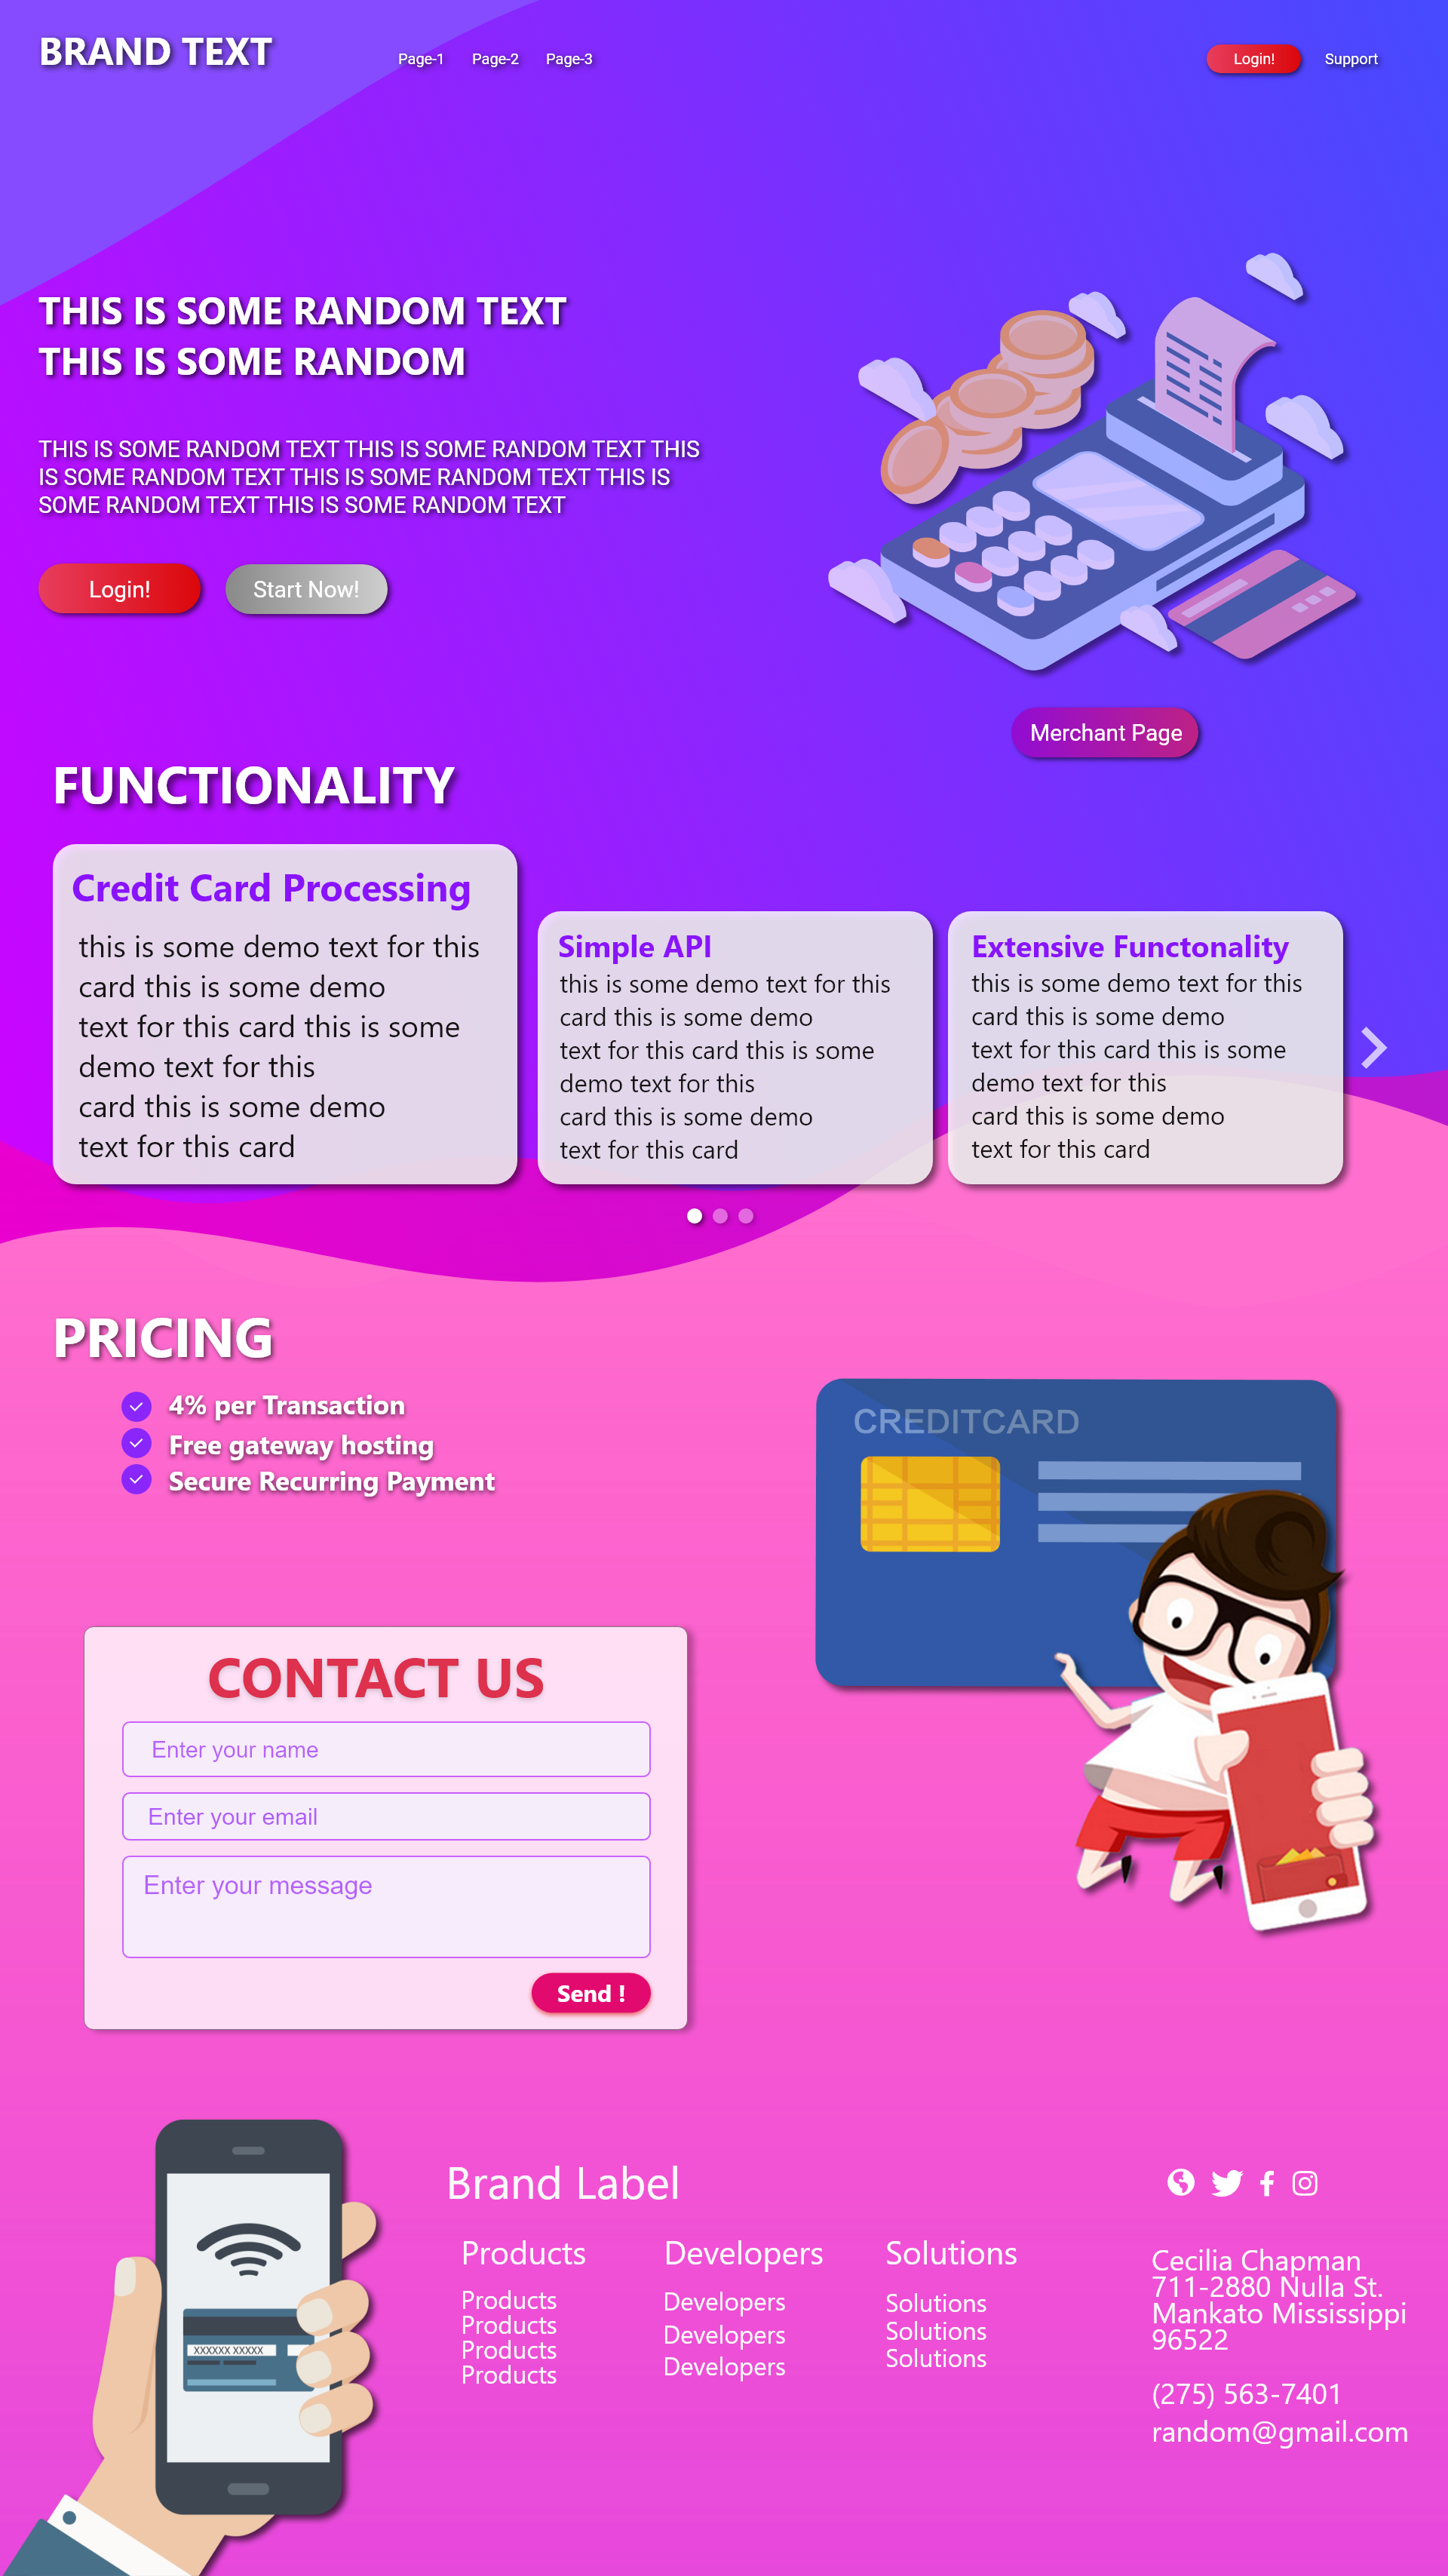 BRAND TEXT
Page-1
Page-2
Page-3
Login!
Support
THIS IS SOME RANDOM TEXT
THIS IS SOME RANDOM
THIS IS SOME RANDOM TEXT THIS IS SOME RANDOM TEXT THIS
IS SOME RANDOM TEXT THIS IS SOME RANDOM TEXT THIS IS
SOME RANDOM TEXT THIS IS SOME RANDOM TEXT
Login!
Start Now!
Merchant Page
FUNCTIONALITY
Credit Card Processing
this is some demo text for this
card this is some demo
text for this card this is some
demo text for this
card this is some demo
text for this card
Simple API
this is some demo text for this
card this is some demo
text for this card this is some
demo text for this
card this is some demo
text for this card
Extensive Functonality
this is some demo text for this
card this is some demo
text for this card this is some
demo text for this
card this is some demo
text for this card
PRICING
4% per Transaction
Free gateway hosting
Secure Recurring Payment
CREDITCARD
CONTACT US
Enter your name
Enter your email
Enter your message
Send !
XXXXXX XXXXX
Brand Label
Products
Products
Products
Products
Products
Developers
Developers
Developers
Developers
Solutions
Solutions
Solutions
Solutions
Cecilia Chapman
711-2880 Nulla St.
Mankato Mississippi
96522
(275) 563-7401
random@gmail.com